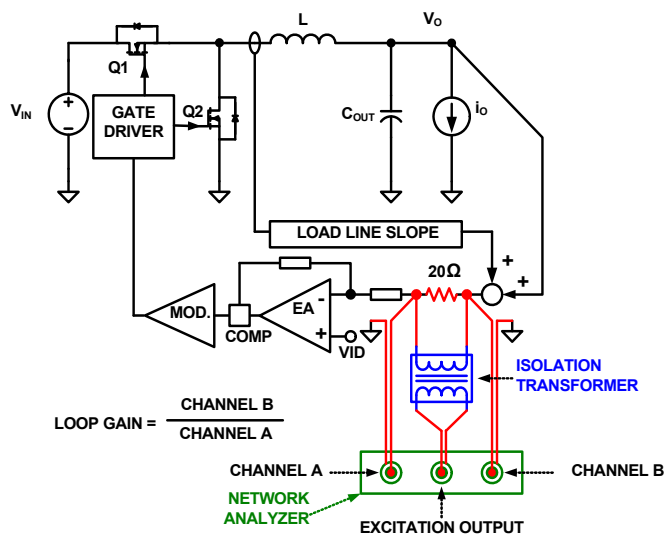 L
VO
Q1
VIN
+
−
GATE
DRIVER
Q2
COUT
iO
LOAD LINE SLOPE
+
+
20Ω
MOD.
COMP
EA
-
+
VID
ISOLATION
TRANSFORMER
LOOP GAIN =
CHANNEL B
CHANNEL A
CHANNEL A
CHANNEL B
NETWORK
ANALYZER
EXCITATION OUTPUT